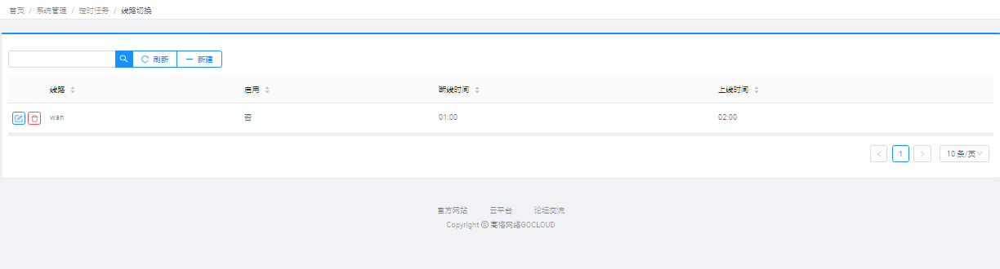 首页 / 系统管理 / 定时任务 / 线路切换
刷新 新建
线路 启用 断线时间 上线时间
wan 否 01:00 02:00
1 10 条/页
官方网站 云平台 论坛交流
Copyright © 高恪网络GOCLOUD